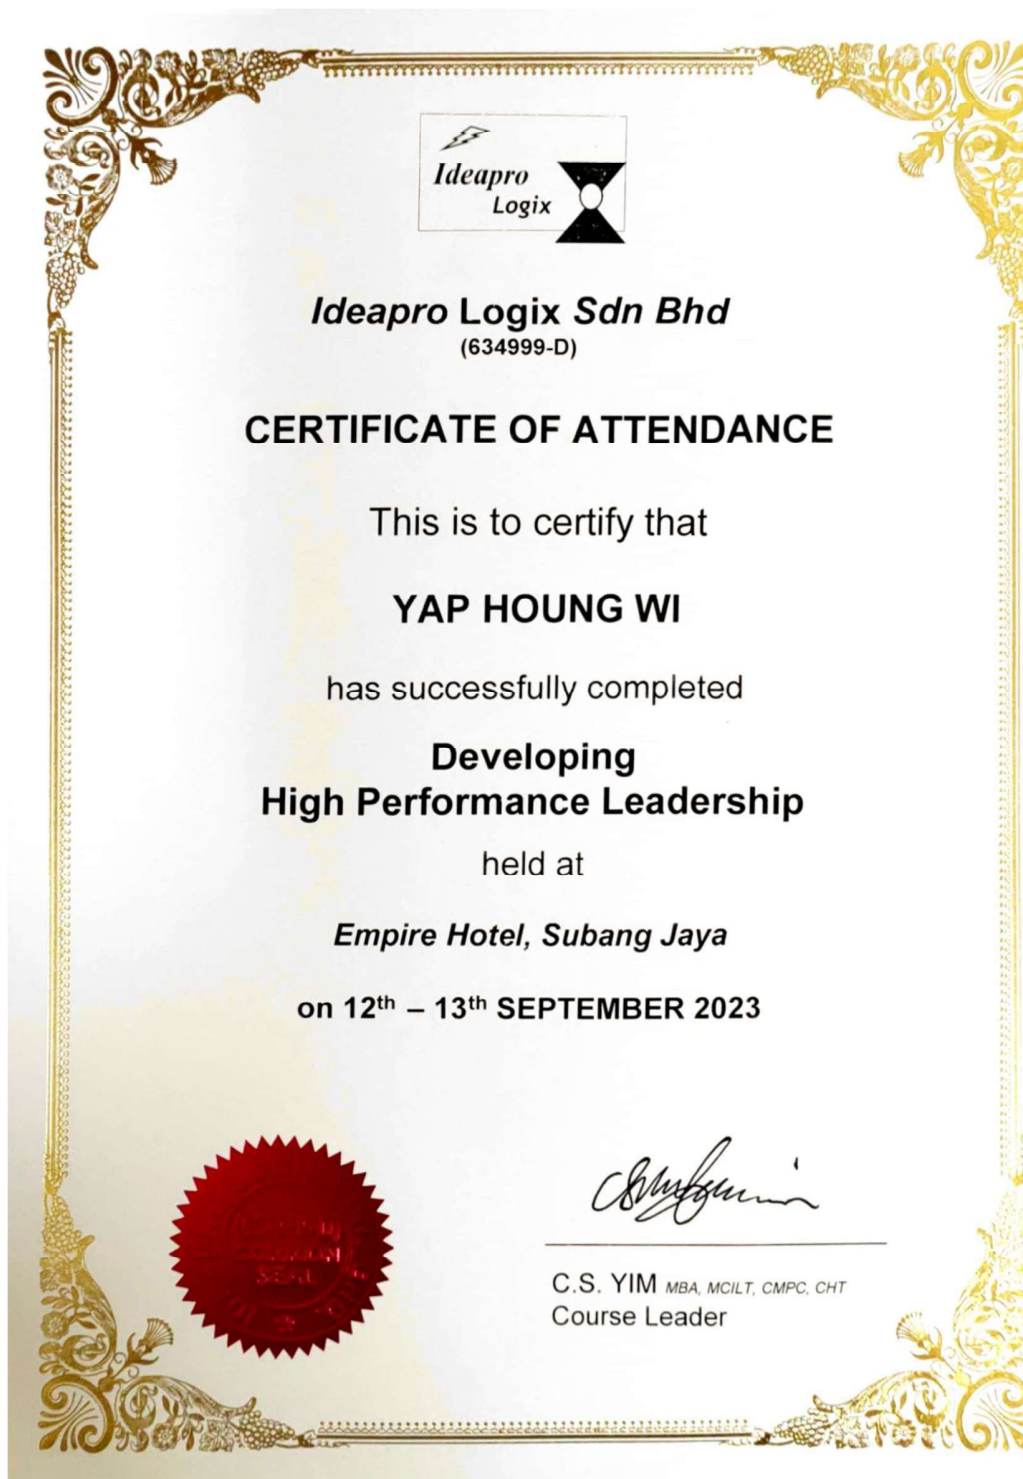 Ideapro
Logix
Ideapro Logix Sdn Bhd
(634999-D)
CERTIFICATE OF ATTENDANCE
This is to certify that
YAP HOUNG WI
has successfully completed
Developing
High Performance Leadership
held at
Empire Hotel, Subang Jaya
on 12th – 13th SEPTEMBER 2023
SEAL
C.S. YIM MBA, MCILT, CMPC, CHT
Course Leader